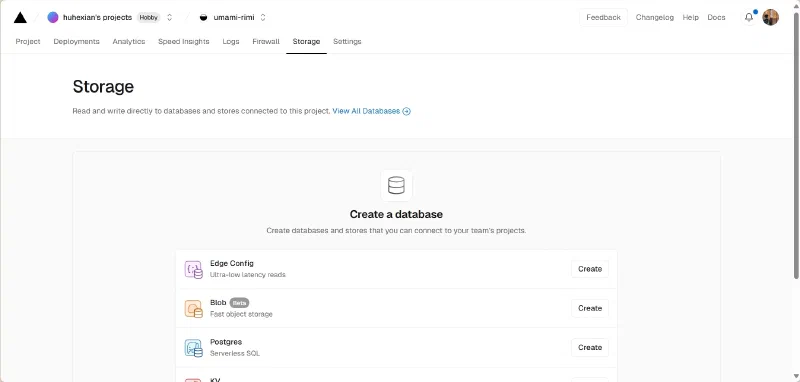 huhexian's projects Hobby umami-rimi Feedback Changelog Help Docs
Project Deployments Analytics Speed Insights Logs Firewall Storage Settings
Storage
Read and write directly to databases and stores connected to this project. View All Databases
Create a database
Create databases and stores that you can connect to your team's projects.
Edge Config
Ultra-low latency reads
Create
Blob Beta
Fast object storage
Create
Postgres
Serverless SQL
Create
KV